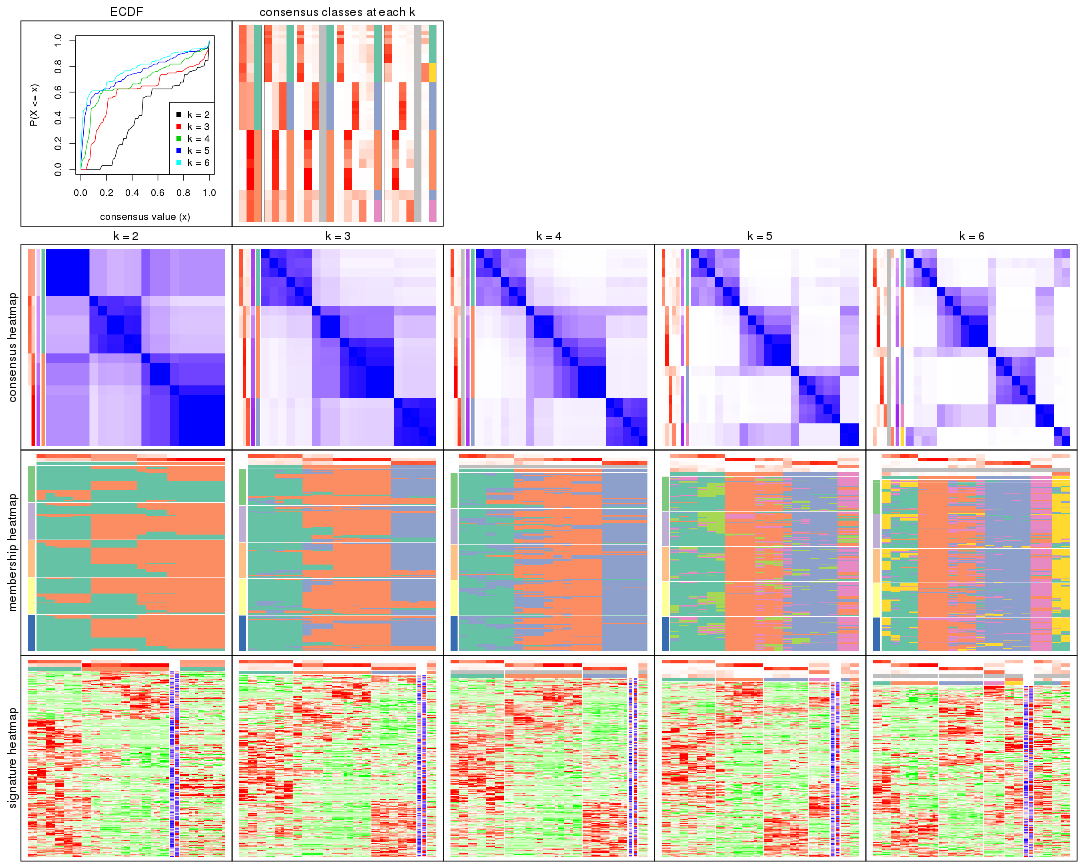 ECDF
consensus classes at each k
P(X <= x)
0.0 0.2 0.4 0.6 0.8 1.0
k = 2
k = 3
k = 4
k = 5
k = 6
0.0 0.2 0.4 0.6 0.8 1.0
consensus value (x)
k = 2
k = 3
k = 4
k = 5
k = 6
consensus heatmap
membership heatmap
signature heatmap